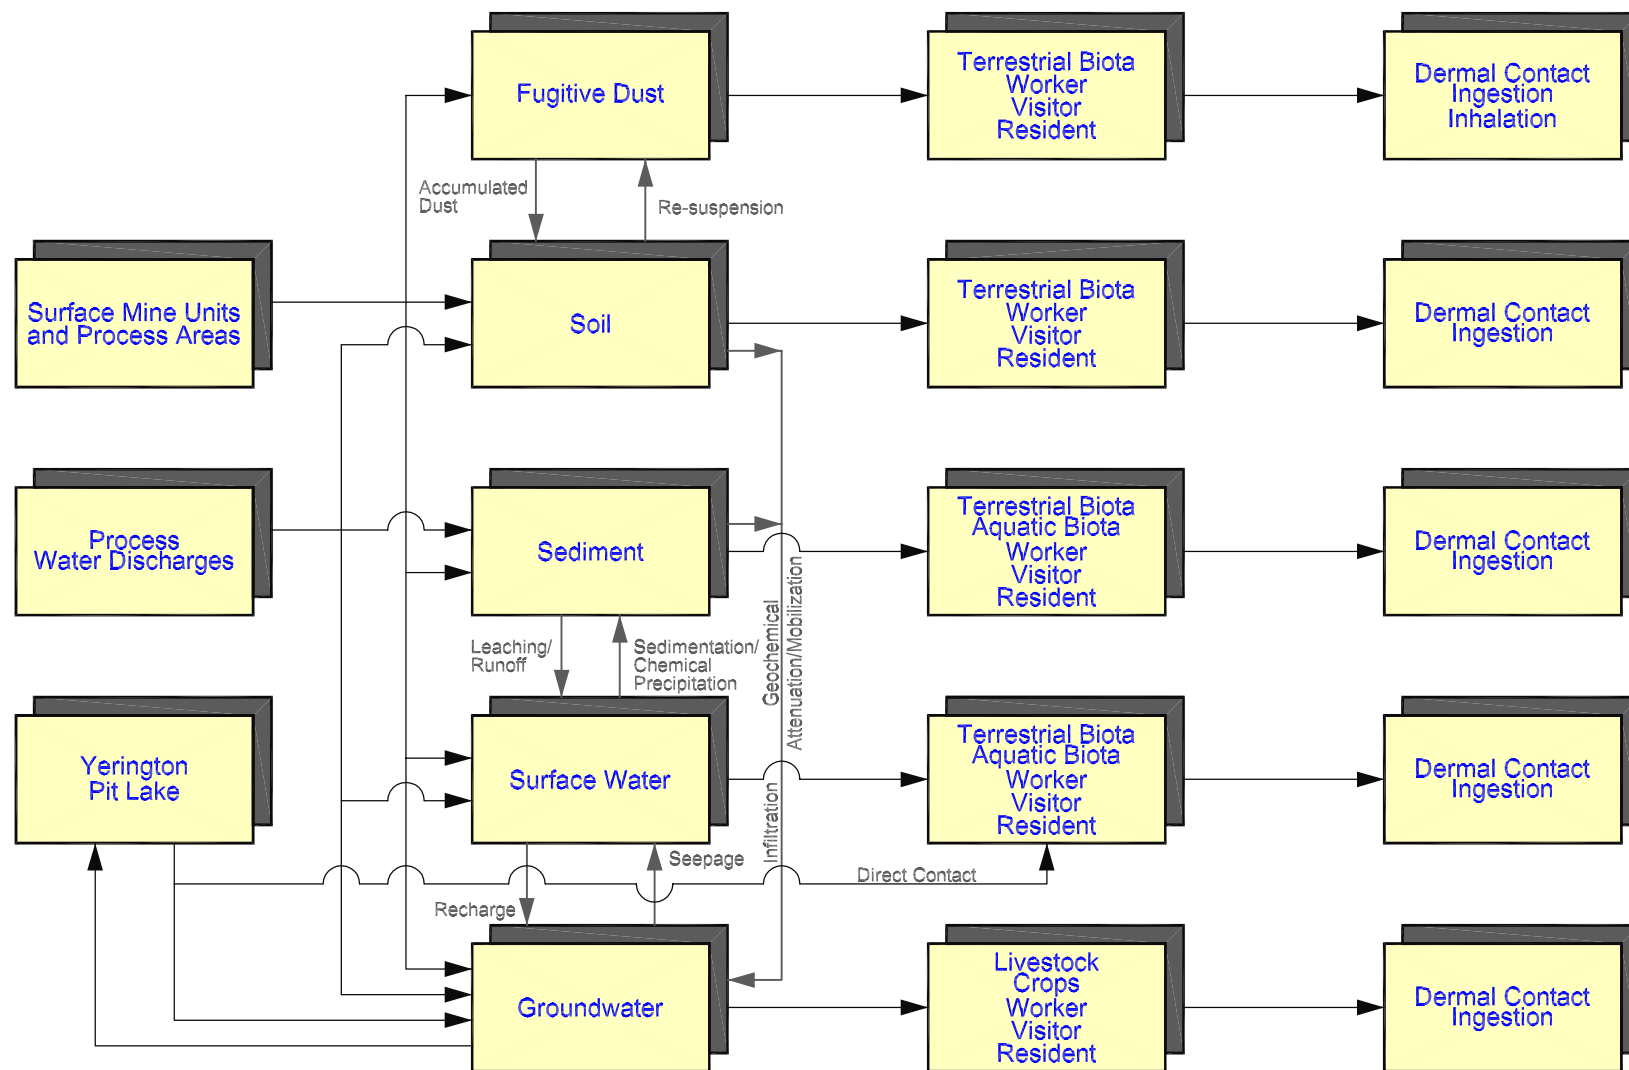 Fugitive Dust
Terrestrial Biota
Worker
Visitor
Resident
Dermal Contact
Ingestion
Inhalation
Accumulated
Dust
Re-suspension
Surface Mine Units
and Process Areas
Soil
Terrestrial Biota
Worker
Visitor
Resident
Dermal Contact
Ingestion
Process
Water Discharges
Sediment
Terrestrial Biota
Aquatic Biota
Worker
Visitor
Resident
Dermal Contact
Ingestion
Leaching/
Runoff
Sedimentation/
Chemical
Precipitation
Geochemical
Attenuation/Mobilization
Yerington
Pit Lake
Surface Water
Infiltration
Terrestrial Biota
Aquatic Biota
Worker
Visitor
Resident
Dermal Contact
Ingestion
Seepage
Direct Contact
Recharge
Groundwater
Livestock
Crops
Worker
Visitor
Resident
Dermal Contact
Ingestion